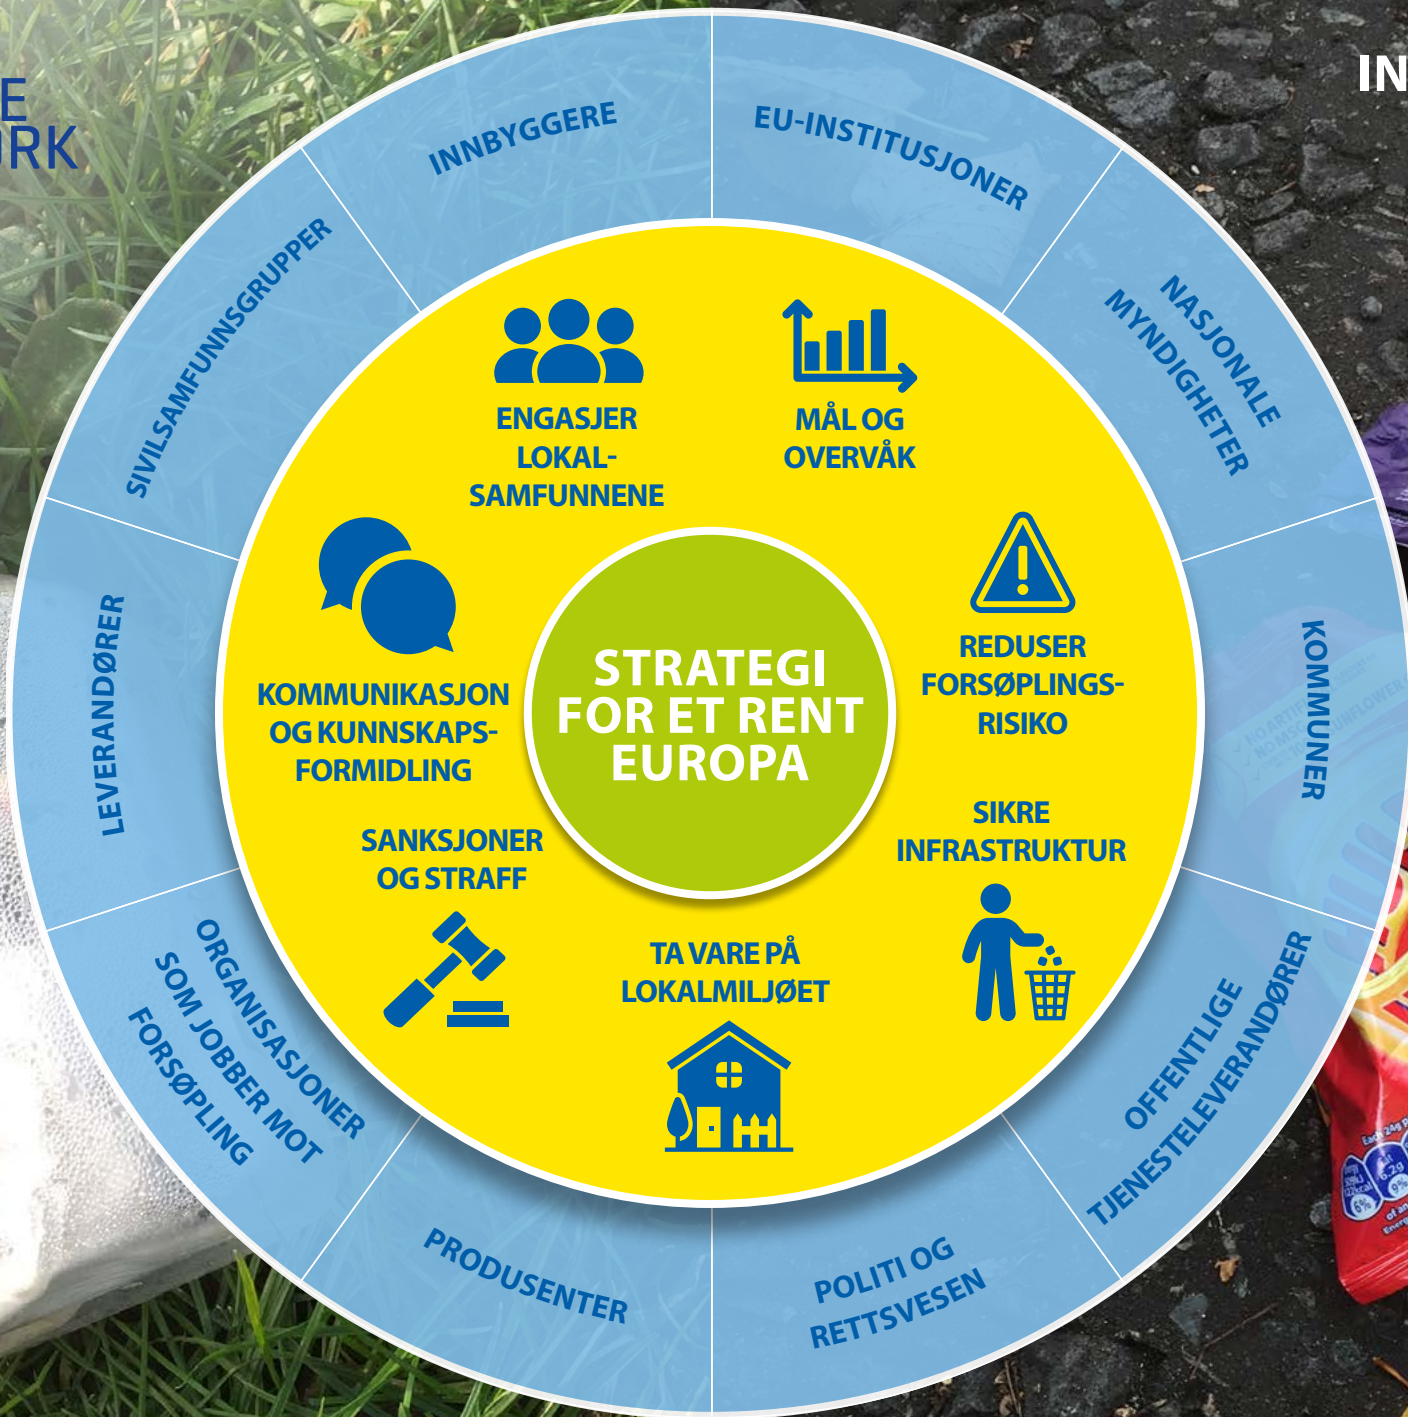 INNBYGGERE
EU-INSTITUSJONER
NASJONALE
MYNDIGHETER
KOMMUNER
OFFENTLIGE
TJENESTELEVERANDØRER
POLITI OG
RETTSVESEN
PRODUSENTER
ORGANISASJONER
SOM JOBBER MOT
FORSØPLING
LEVERANDØRER
SIVILSAMFUNNSGRUPPER
ENGASJER
LOKAL-
SAMFUNNENE
MÅL OG
OVERVÅK
REDUSER
FORSØPLINGS-
RISIKO
SIKRE
INFRASTRUKTUR
TA VARE PÅ
LOKALMILJØET
SANKSJONER
OG STRAFF
KOMMUNIKASJON
OG KUNNSKAPS-
FORMIDLING
STRATEGI
FOR ET RENT
EUROPA
IN
E
ORK